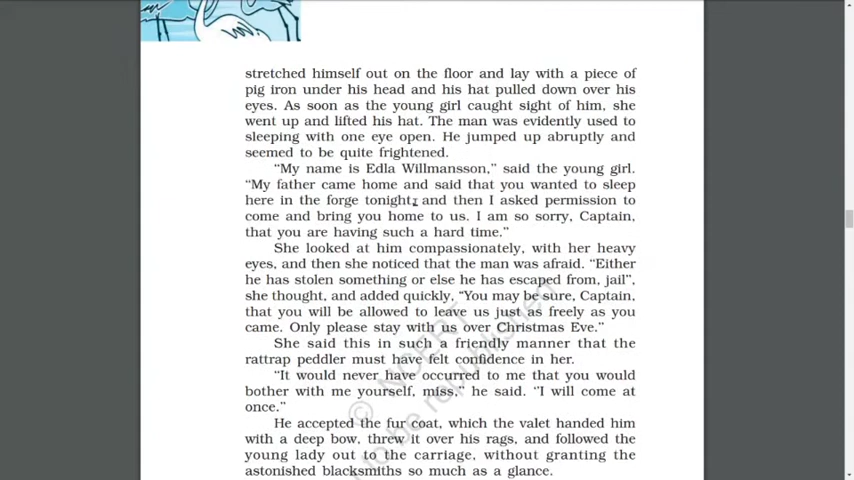 stretched himself out on the floor and lay with a piece of
pig iron under his head and his hat pulled down over his
eyes. As soon as the young girl caught sight of him, she
went up and lifted his hat. The man was evidently used to
sleeping with one eye open. He jumped up abruptly and
seemed to be quite frightened.
“My name is Edla Willmansson,” said the young girl.
“My father came home and said that you wanted to sleep
here in the forge tonight, and then I asked permission to
come and bring you home to us. I am so sorry, Captain,
that you are having such a hard time.”
She looked at him compassionately, with her heavy
eyes, and then she noticed that the man was afraid. “Either
he has stolen something or else he has escaped from, jail”,
she thought, and added quickly, “You may be sure, Captain,
that you will be allowed to leave us just as freely as you
came. Only please stay with us over Christmas Eve.”
She said this in such a friendly manner that the
rattrap peddler must have felt confidence in her.
“It would never have occurred to me that you would
bother with me yourself, miss,” he said. “I will come at
once.”
He accepted the fur coat, which the valet handed him
with a deep bow, threw it over his rags, and followed the
young lady out to the carriage, without granting the
astonished blacksmiths so much as a glance.
© NCERT
to be republished